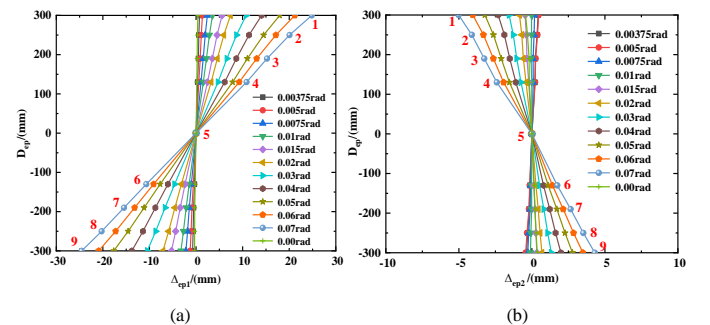 300
200
100
0
-100
-200
-300
D_ep/(mm)
1
2
3
4
5
6
7
8
9
0.00375rad
0.005rad
0.0075rad
0.01rad
0.015rad
0.02rad
0.03rad
0.04rad
0.05rad
0.06rad
0.07rad
0.00rad
-30 -20 -10 0 10 20 30
Δ_ep1/(mm)
(a)
300
200
100
0
-100
-200
-300
D_ep/(mm)
1
2
3
4
5
6
7
8
9
0.00375rad
0.005rad
0.0075rad
0.01rad
0.015rad
0.02rad
0.03rad
0.04rad
0.05rad
0.06rad
0.07rad
0.00rad
-10 -5 0 5 10
Δ_ep2/(mm)
(b)